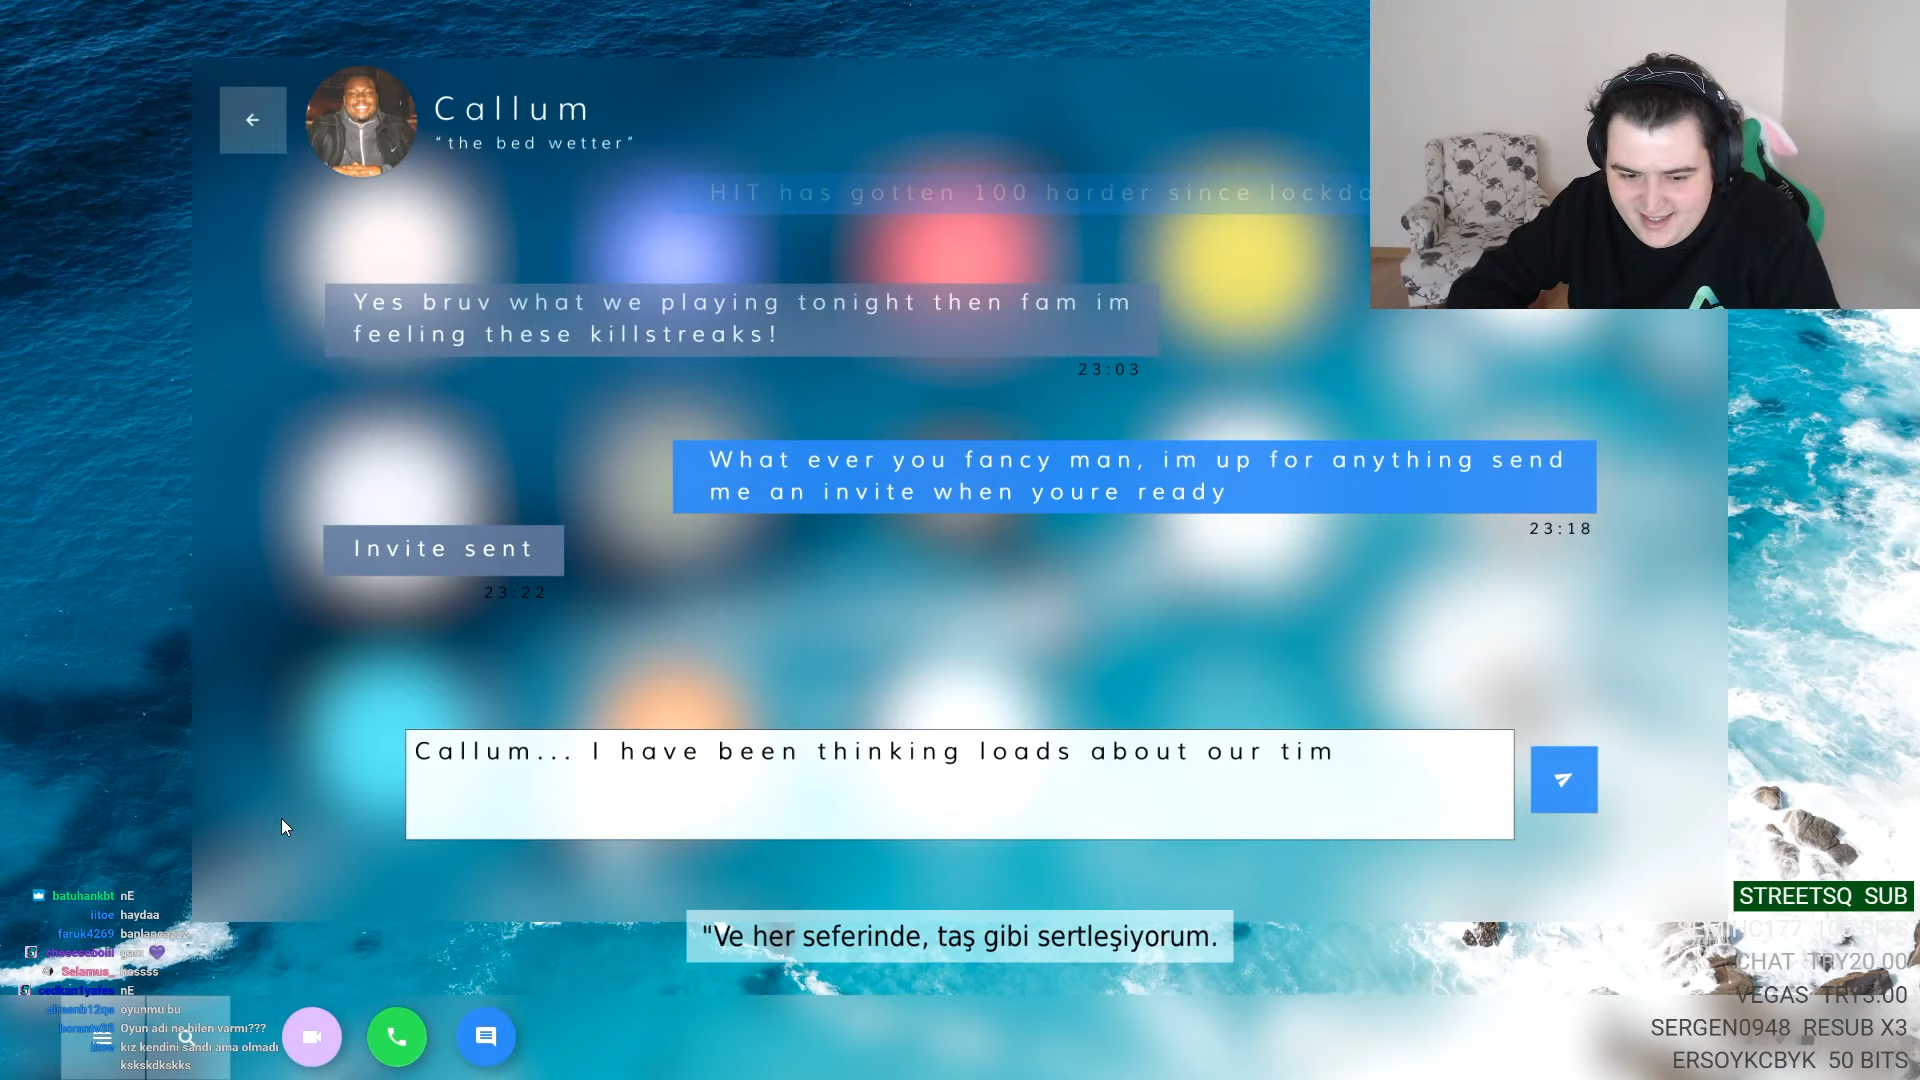 Callum
"the bed wetter"
HIT has gotten 100 harder since lockdo
Yes bruv what we playing tonight then fam im
feeling these killstreaks!
23:03
What ever you fancy man, im up for anything send
me an invite when youre ready
23:18
Invite sent
23:22
Callum... I have been thinking loads about our tim
"Ve her seferinde, taş gibi sertleşiyorum.
batuhankbt nE
iitoe haydaa
faruk4269
Selamus_
nE
oyunmu bu
Oyun adı ne bilen varmı???
kız kendini sandı ama olmadı
kskskdkskks
STREETSQ SUB
CHAT TRY20.00
VEGAS TRY3.00
SERGEN0948 RESUB X3
ERSOYKCBYK 50 BITS